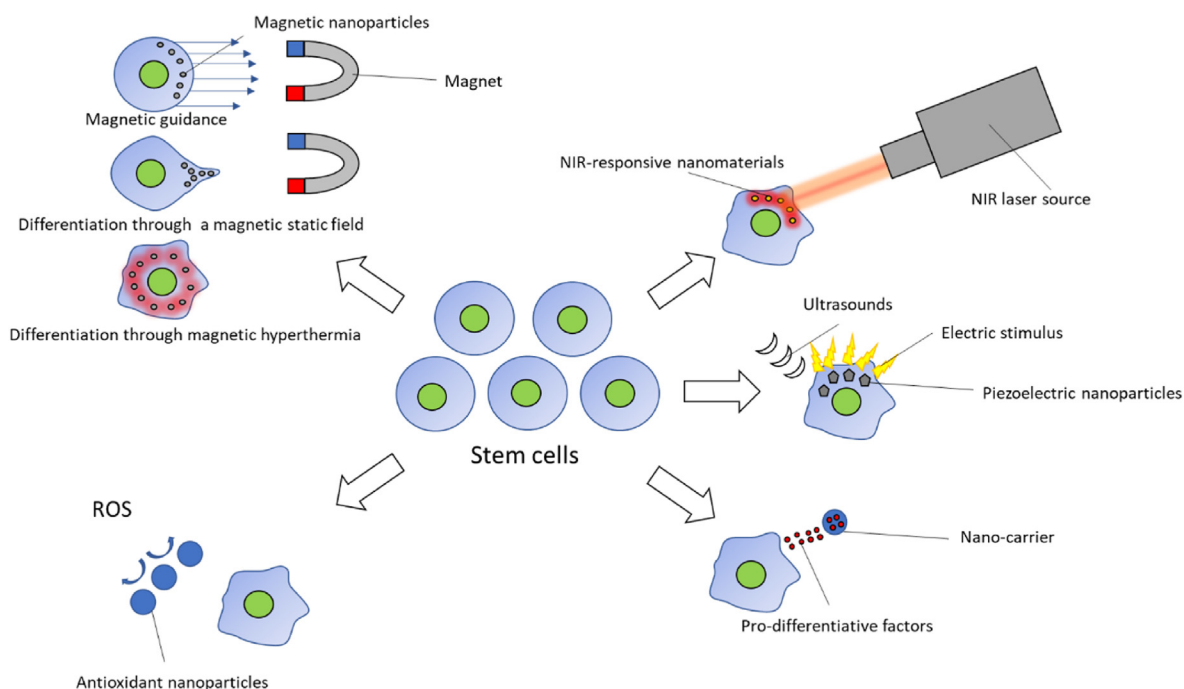 Magnetic nanoparticles
Magnet
Magnetic guidance
Differentiation through a magnetic static field
Differentiation through magnetic hyperthermia
NIR-responsive nanomaterials
NIR laser source
Ultrasounds
Electric stimulus
Piezoelectric nanoparticles
Stem cells
ROS
Antioxidant nanoparticles
Nano-carrier
Pro-differentiative factors